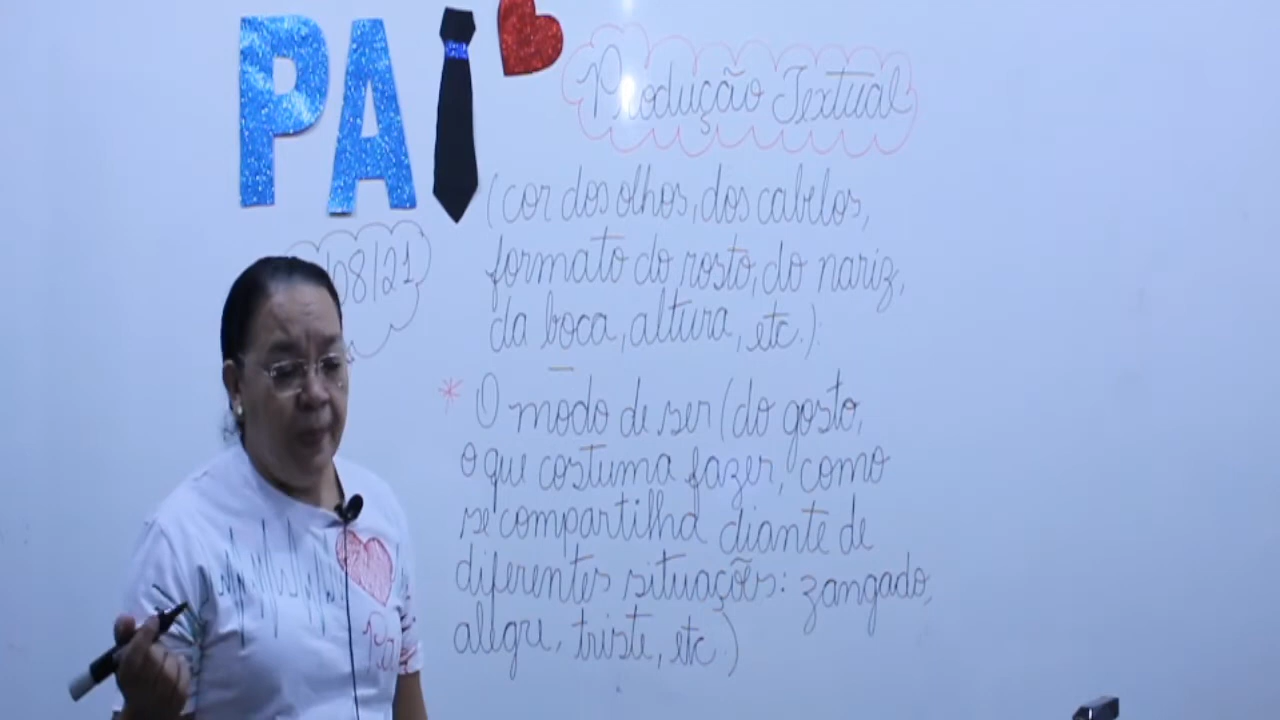 PAI
Produção Textual
(cor dos olhos, dos cabelos,
/08/21
formato do rosto, do nariz,
da boca, altura, etc.).
* O modo de ser (do gosto,
o que costuma fazer, como
se compartilha diante de
diferentes situações: zangado,
alegre, triste, etc.)